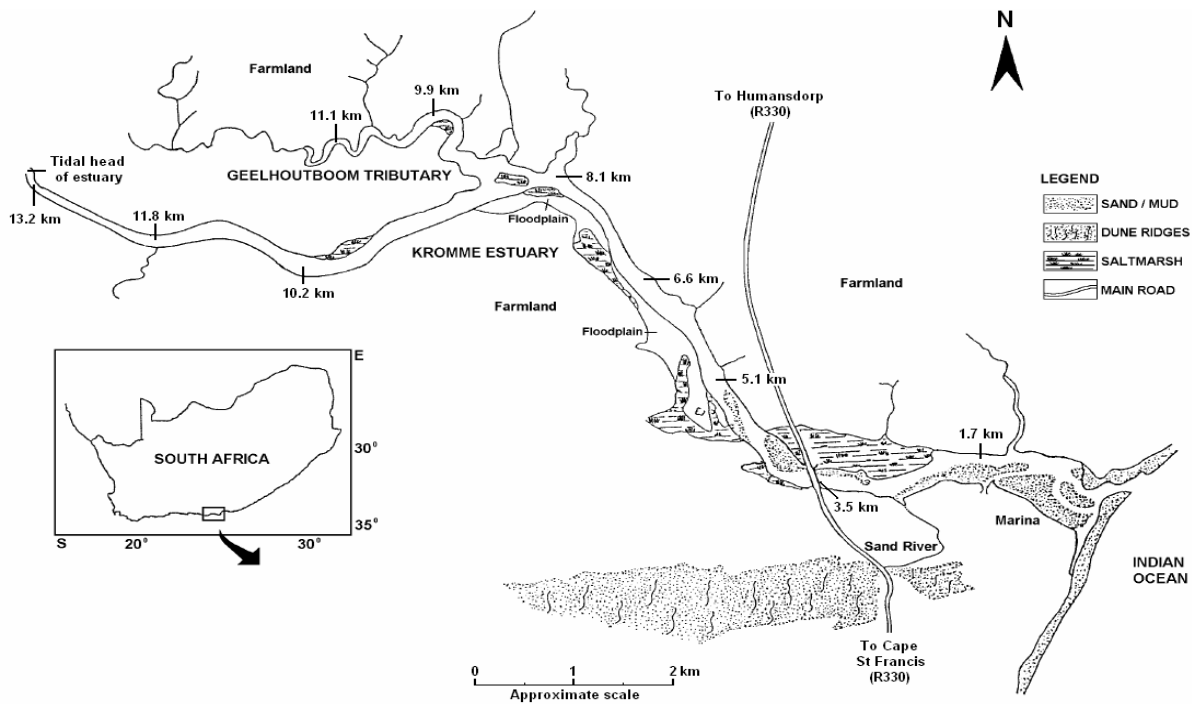 N
Farmland
9.9 km
To Humansdorp
(R330)
11.1 km
Tidal head
of estuary
GEELHOUTBOOM TRIBUTARY
8.1 km
13.2 km
11.8 km
Floodplain
KROMME ESTUARY
10.2 km
6.6 km
Farmland
Farmland
Floodplain
LEGEND
SAND / MUD
DUNE RIDGES
SALTMARSH
MAIN ROAD
5.1 km
1.7 km
3.5 km
Marina
Sand River
INDIAN
OCEAN
E
SOUTH AFRICA
30°
35°
S
20°
30°
To Cape
St Francis
(R330)
0
1
2 km
Approximate scale